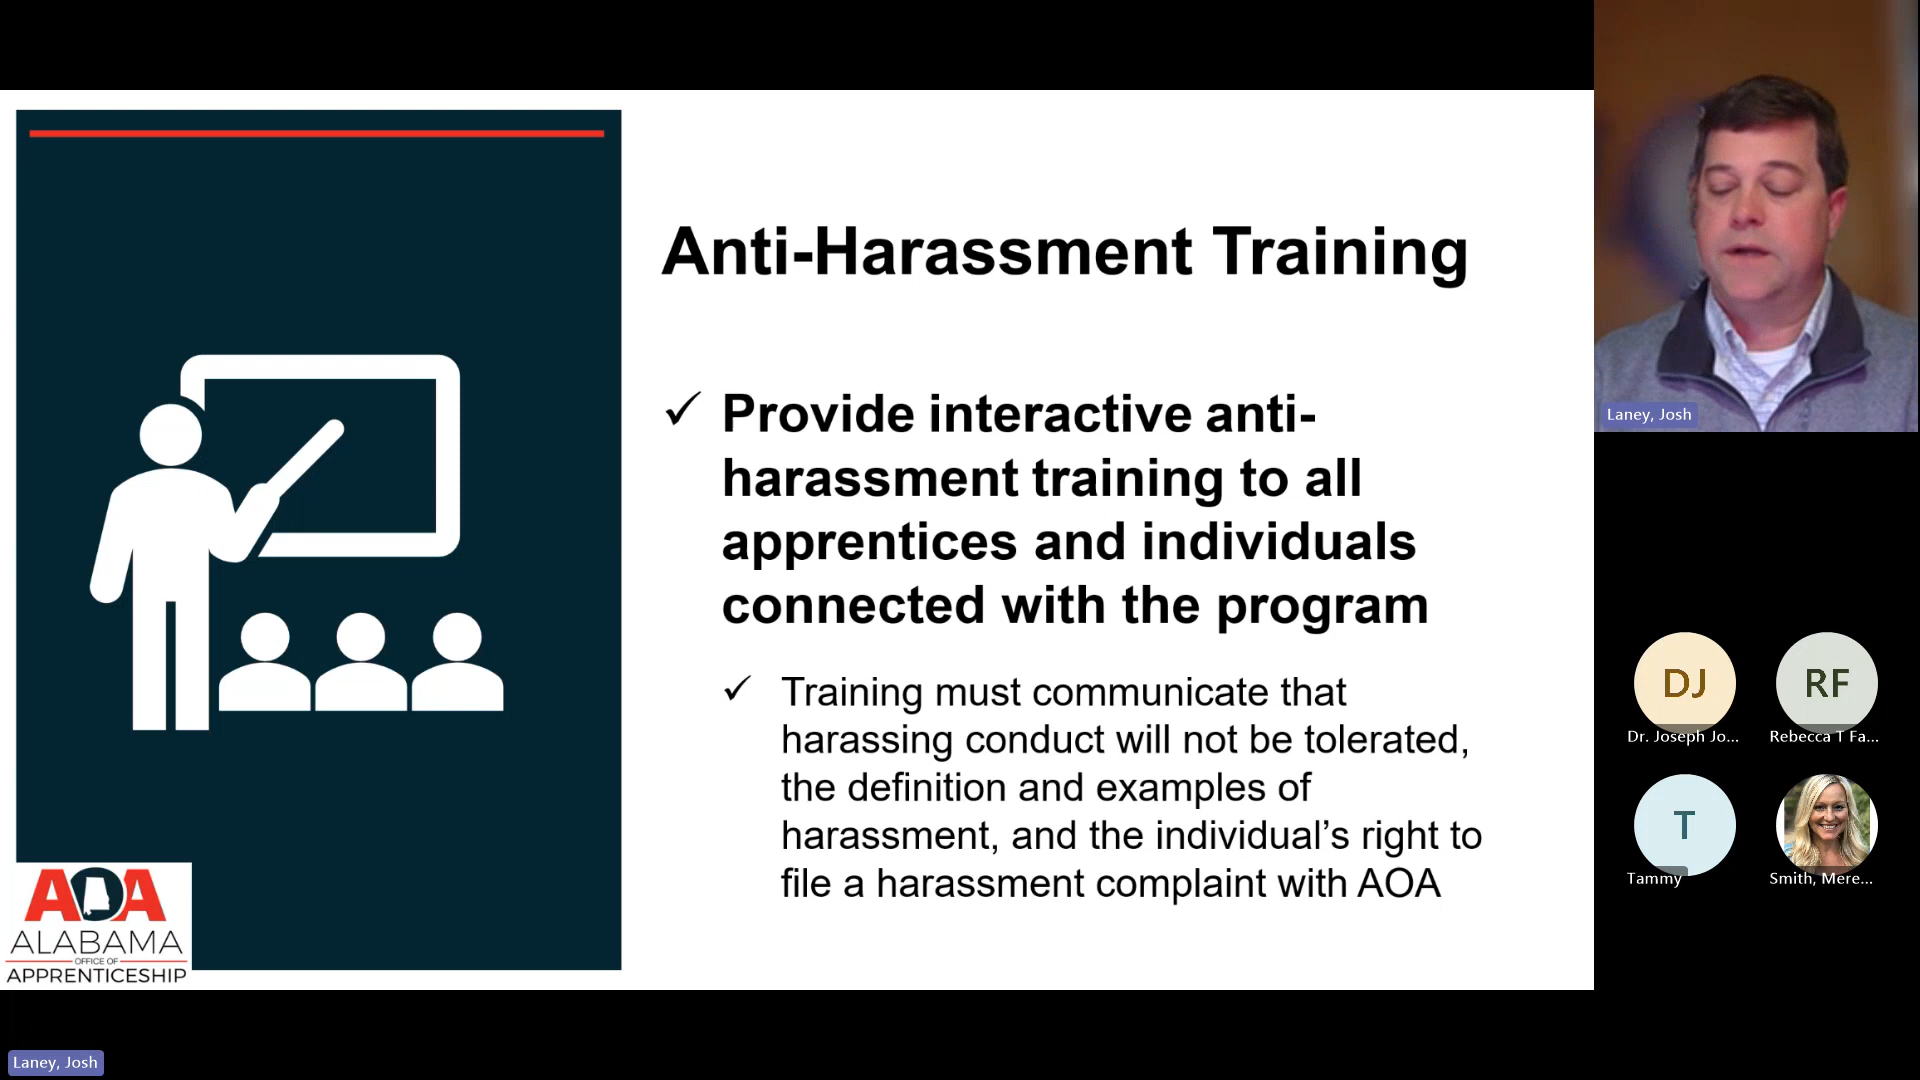 Anti-Harassment Training
✓ Provide interactive anti-
harassment training to all
apprentices and individuals
connected with the program
✓ Training must communicate that
harassing conduct will not be tolerated,
the definition and examples of
harassment, and the individual’s right to
file a harassment complaint with AOA
AOA
ALABAMA
OFFICE OF
APPRENTICESHIP
Laney, Josh
Laney, Josh
DJ
RF
Dr. Joseph Jo...
Rebecca T Fa...
T
Tammy
Smith, Mere...